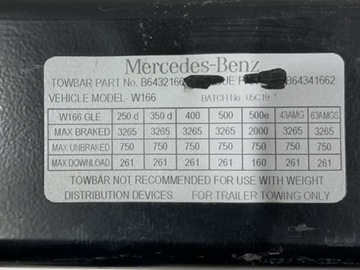 Mercedes-Benz
TOWBAR PART No. B6432166 B64341662
VEHICLE MODEL- W166 BATCH No 05C19
W166 GLE 250 d 350 d 400 500 500e 43AMG 63AMGS
MAX BRAKED 3265 3265 3265 3265 2000 3265 3265
MAX UNBRAKED 750 750 750 750 750 750 750
MAX DOWNLOAD 261 261 261 261 160 261 261
TOWBAR NOT RECOMMENDED FOR USE WITH WEIGHT
DISTRIBUTION DEVICES. FOR TRAILER TOWING ONLY